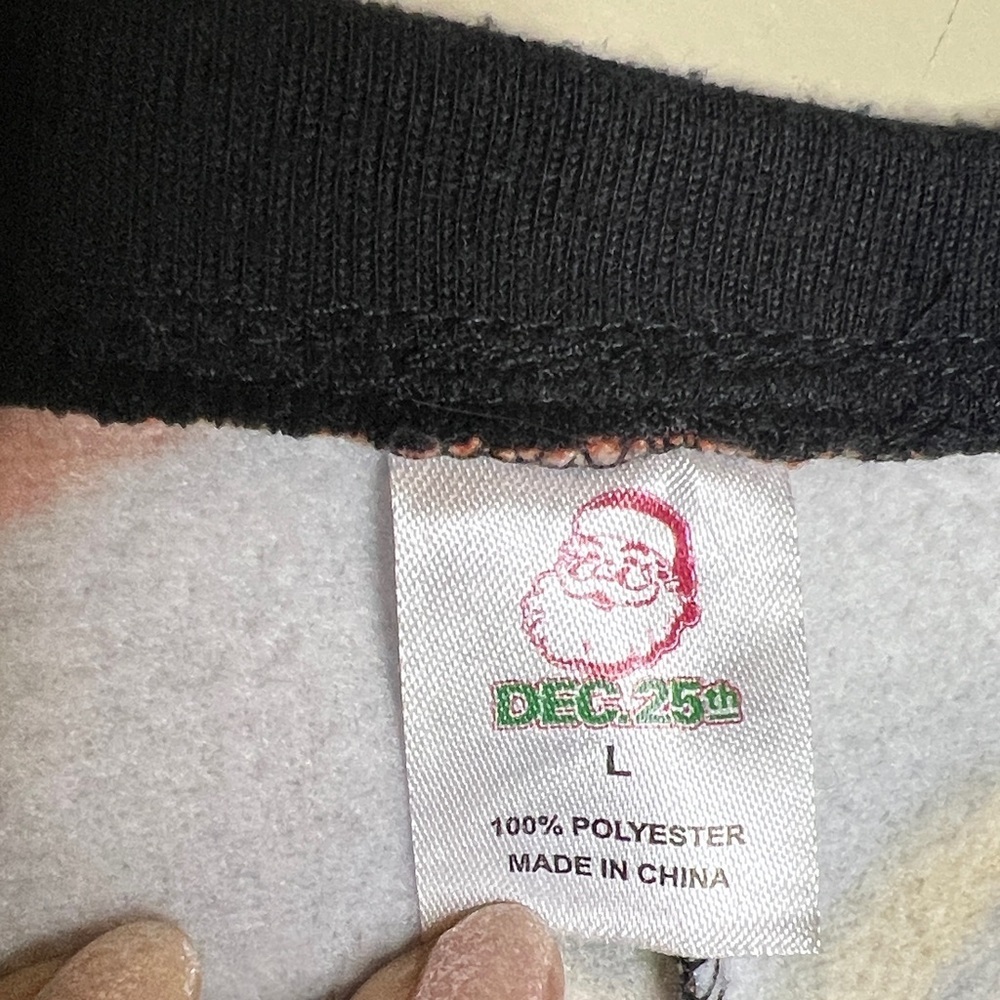 DEC.25th
L
100% POLYESTER
MADE IN CHINA